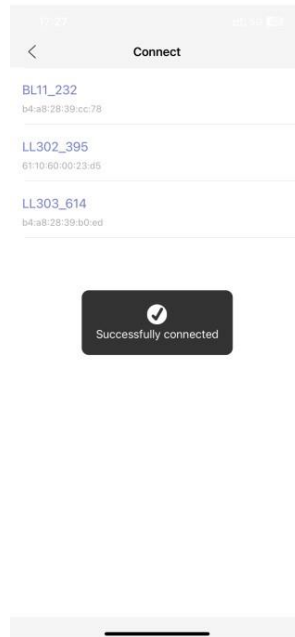 Connect
BL11_232
b4:a8:28:39:cc:78
LL302_395
61:10:60:00:23:d5
LL303_614
b4:a8:28:39:b0:ed
Successfully connected